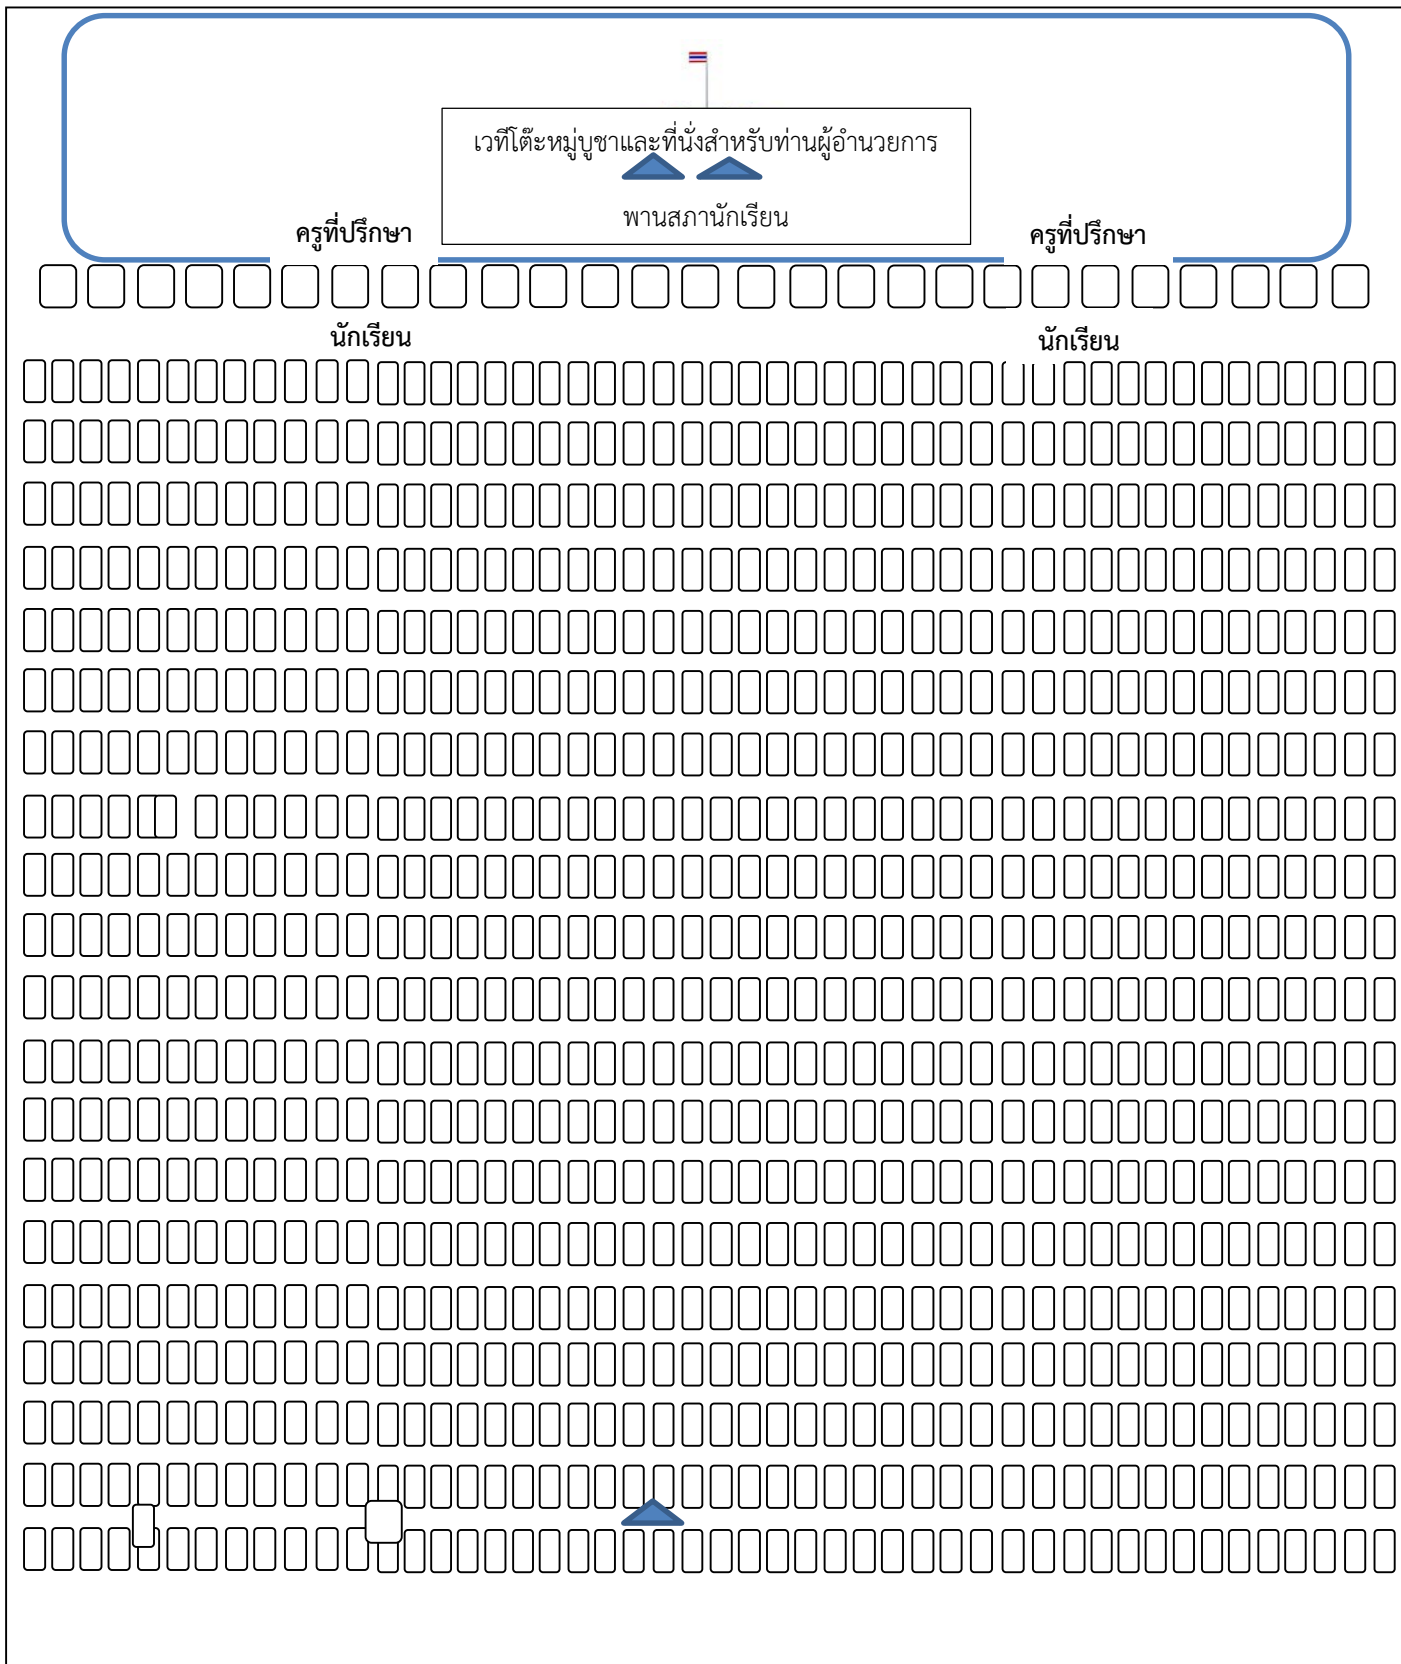 เวทีโต๊ะหมู่บูชาและที่นั่งสำหรับท่านผู้อำนวยการ
พานสภานักเรียน
ครูที่ปรึกษา
ครูที่ปรึกษา
นักเรียน
นักเรียน